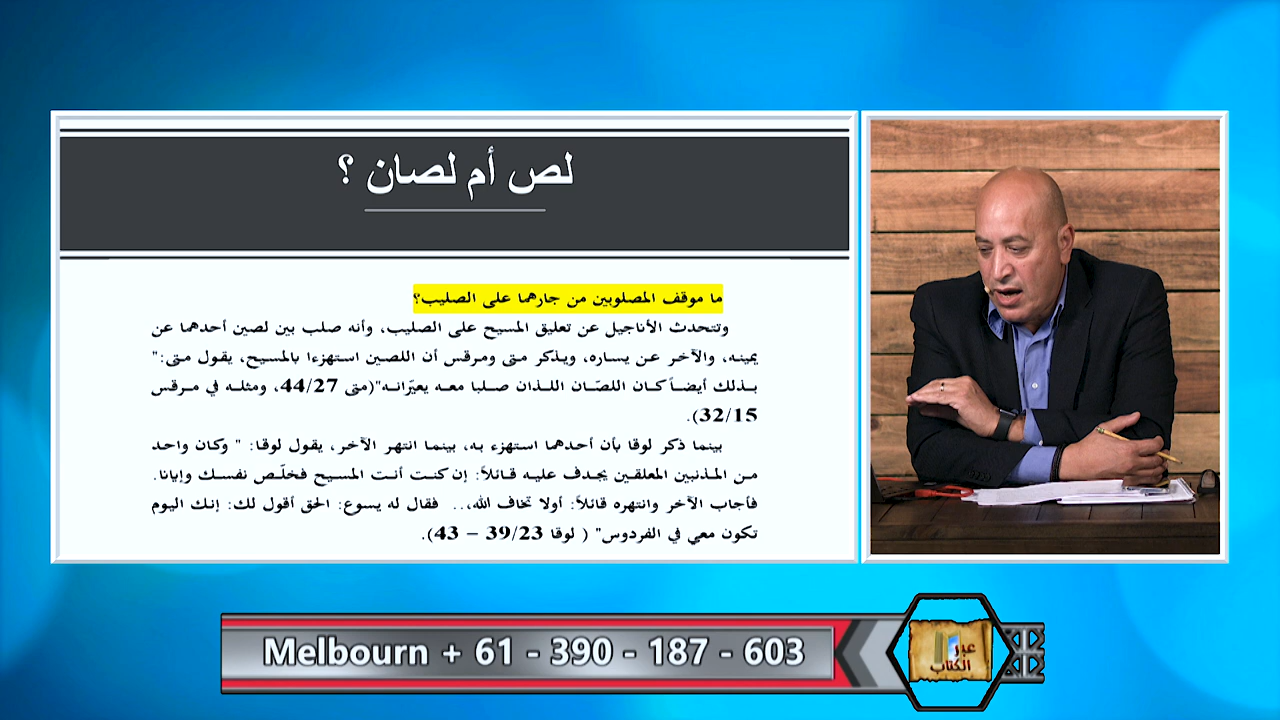 لص أم لصان ؟
ما موقف المصلوبين من جارهما على الصليب؟
وتتحدث الأناجيل عن تعليق المسيح على الصليب، وأنه صلب بين لصين أحدهما عن
يمينه، والآخر عن يساره، ويذكر متى ومرقس أن اللصين استهزءا بالمسيح، يقول متى:"
بذلك أيضاً كان اللصّان اللذان صلبا معه يعيّرانه"(متى 44/27، ومثله في مرقس
32/15).
بينما ذكر لوقا بأن أحدهما استهزء به، بينما انتهر الآخر، يقول لوقا: " وكان واحد
من المذنبين المعلقين يجدف عليه قائلاً: إن كنت أنت المسيح فخلّص نفسك وإيانا.
فأجاب الآخر وانتهره قائلاً: أولا تخاف الله،.. فقال له يسوع: الحق أقول لك: إنك اليوم
تكون معي في الفردوس" ( لوقا 39/23 – 43).
Melbourn + 61 - 390 - 187 - 603
عبر
الكتاب